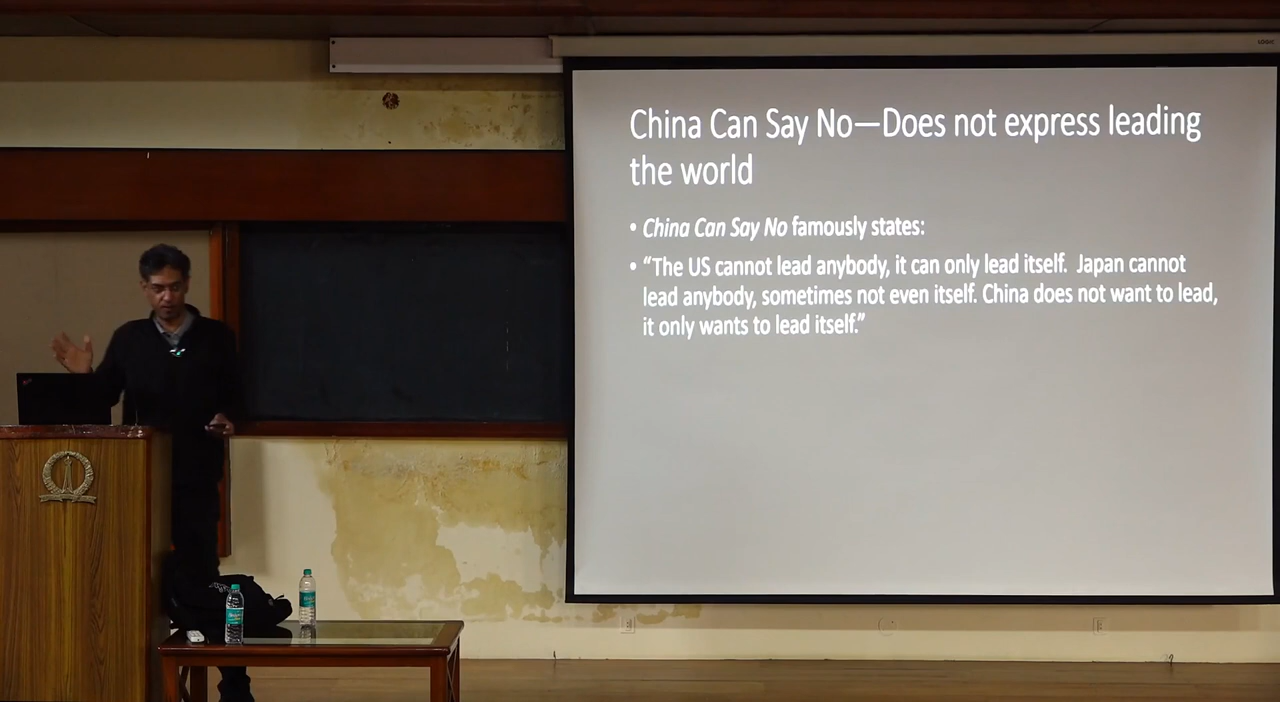 LOGIC
China Can Say No—Does not express leading
the world
• China Can Say No famously states:
• “The US cannot lead anybody, it can only lead itself.  Japan cannot
lead anybody, sometimes not even itself. China does not want to lead,
it only wants to lead itself.”